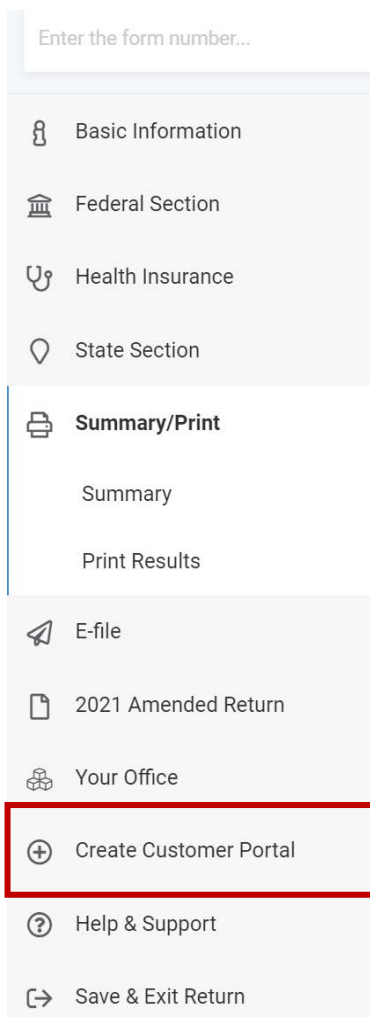 Enter the form number...
Basic Information
Federal Section
Health Insurance
State Section
Summary/Print
Summary
Print Results
E-file
2021 Amended Return
Your Office
Create Customer Portal
Help & Support
Save & Exit Return